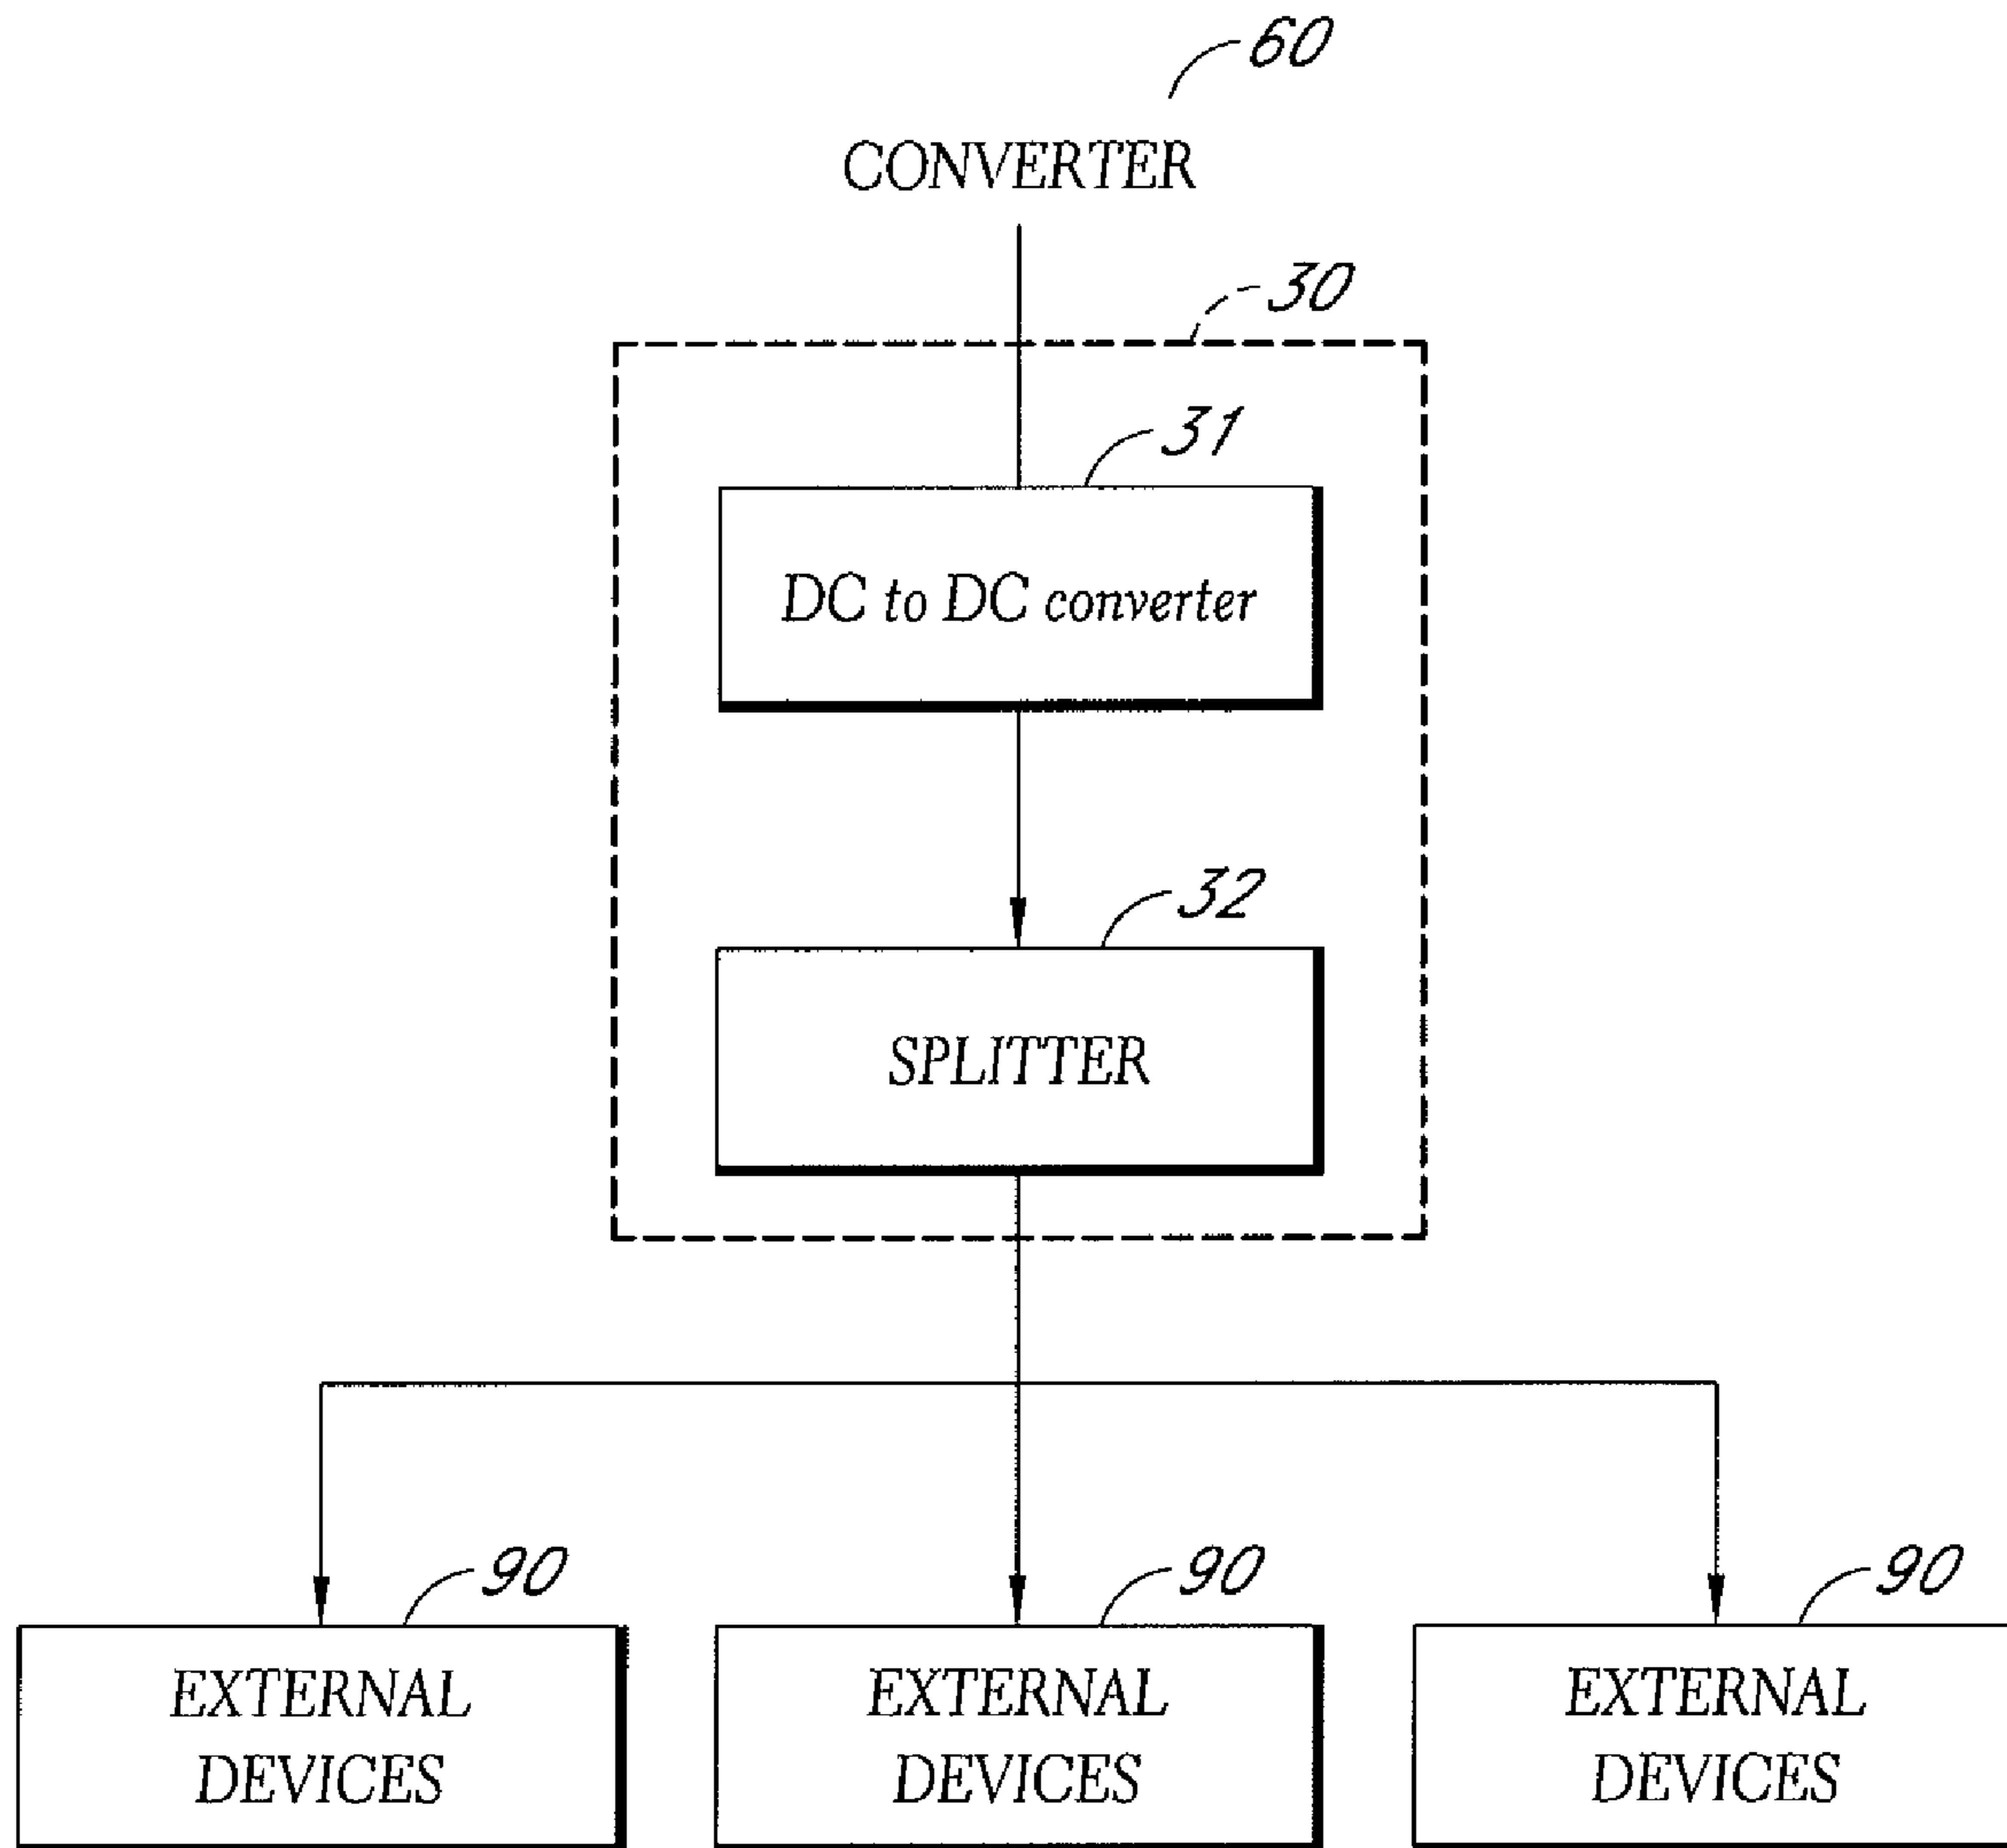 60
CONVERTER
30
31
DC to DC converter
32
SPLITTER
90
90
90
EXTERNAL
DEVICES
EXTERNAL
DEVICES
EXTERNAL
DEVICES